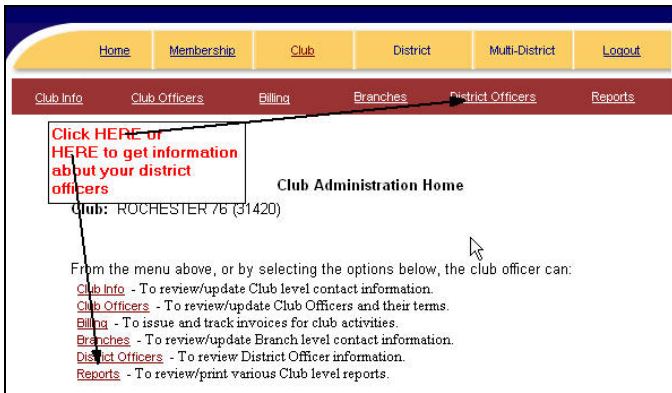 Home Membership Club District Multi-District Logout
Club Info Club Officers Billing Branches District Officers Reports
Click HERE or
HERE to get information
about your district
officers
Club Administration Home
Club: ROCHESTER 76 (31420)
From the menu above, or by selecting the options below, the club officer can:
Club Info - To review/update Club level contact information.
Club Officers - To review/update Club Officers and their terms.
Billing - To issue and track invoices for club activities.
Branches - To review/update Branch level contact information.
District Officers - To review District Officer information.
Reports - To review/print various Club level reports.